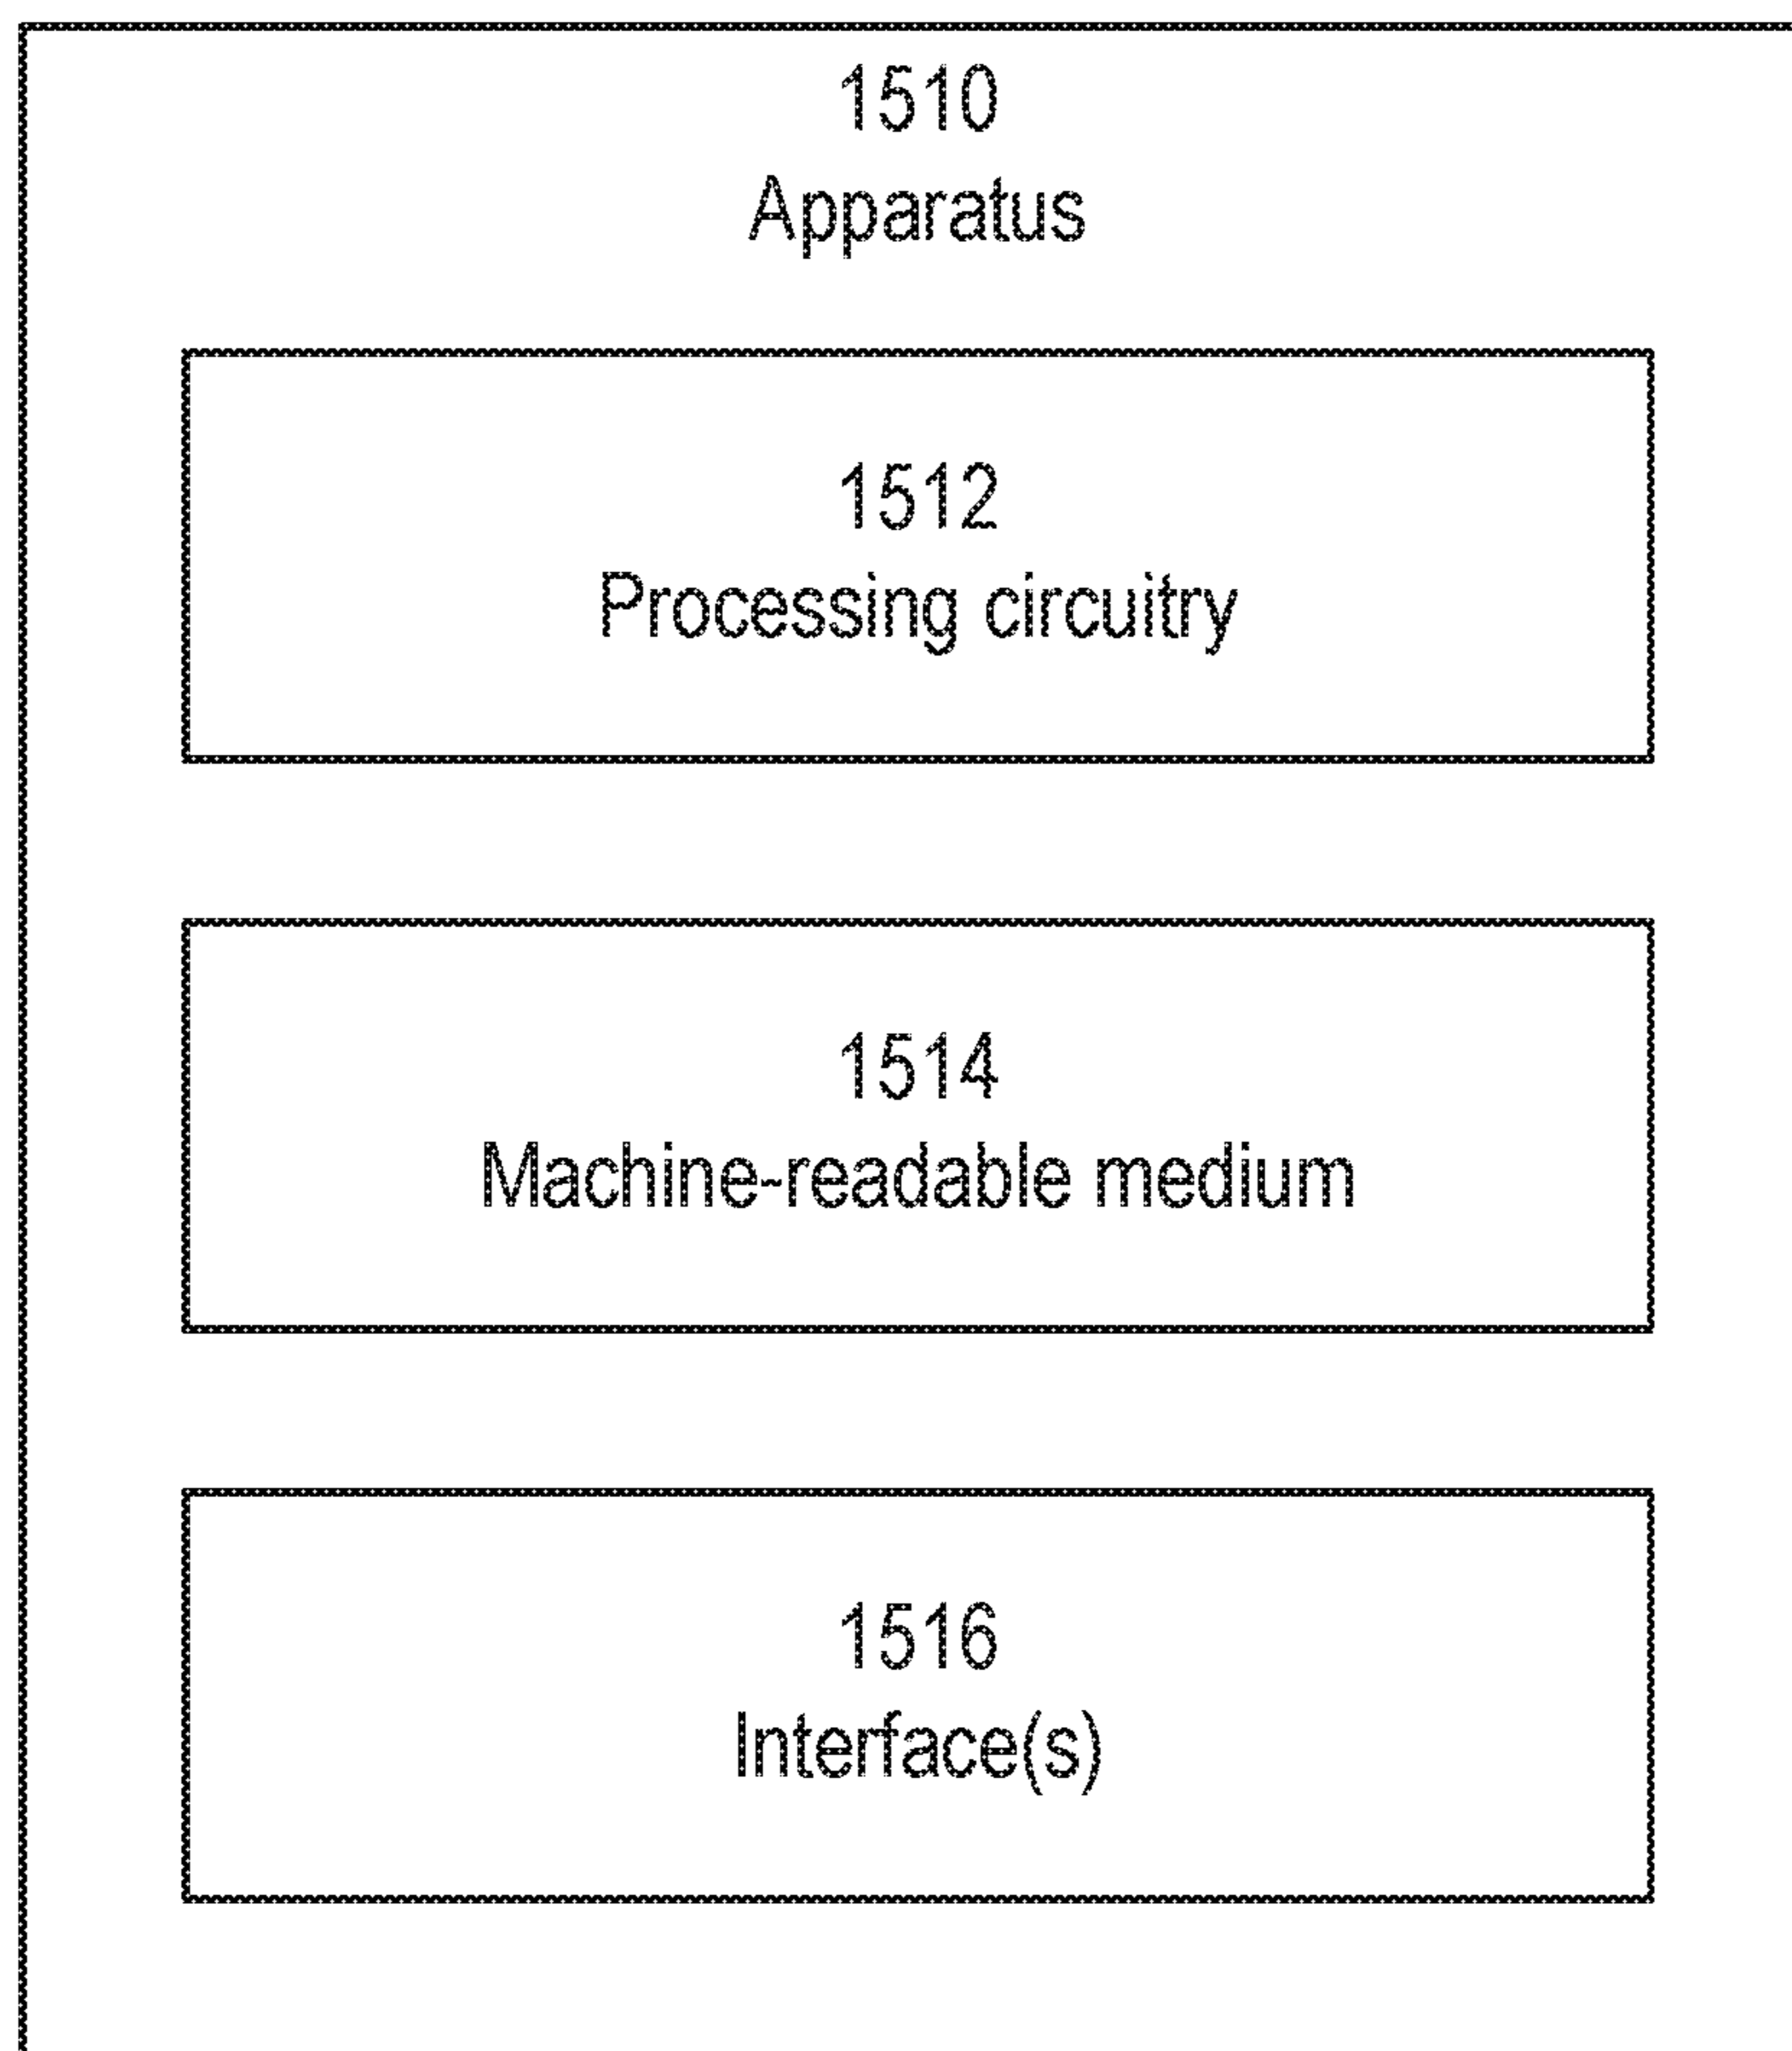 1510
Apparatus
1512
Processing circuitry
1514
Machine-readable medium
1516
Interface(s)